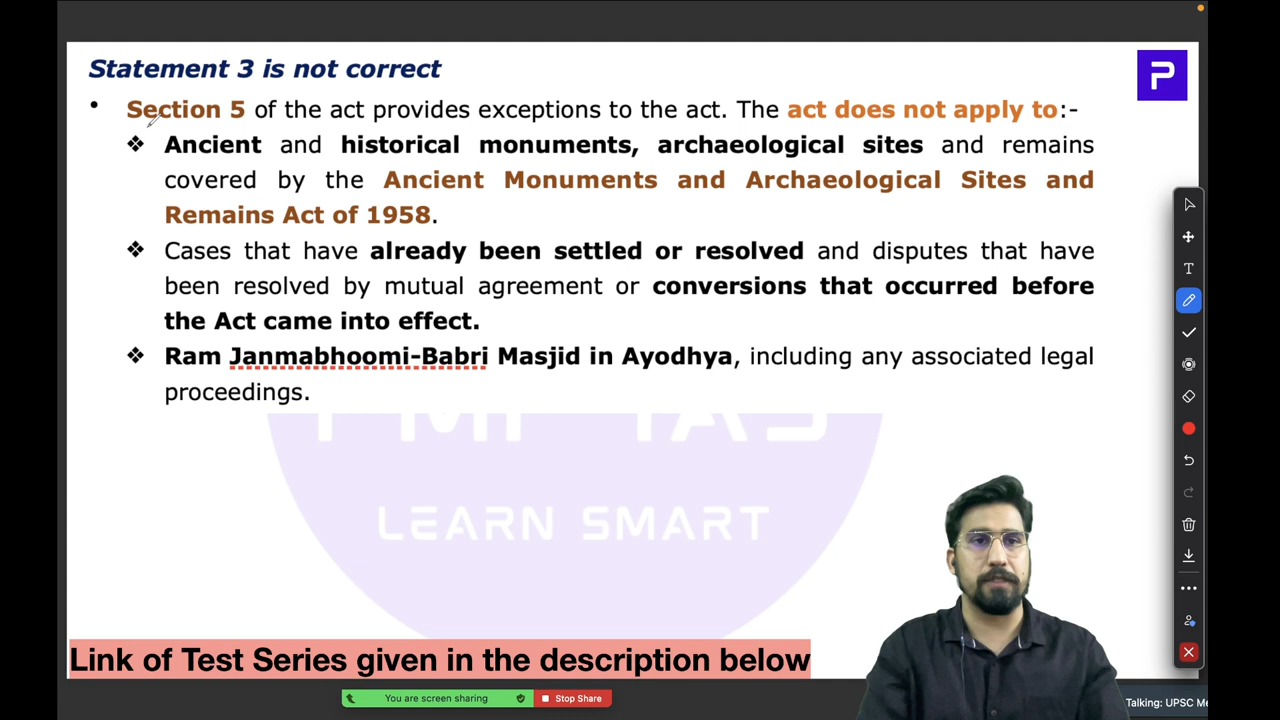 Statement 3 is not correct
• Section 5 of the act provides exceptions to the act. The act does not apply to:-
❖ Ancient and historical monuments, archaeological sites and remains
covered by the Ancient Monuments and Archaeological Sites and
Remains Act of 1958.
❖ Cases that have already been settled or resolved and disputes that have
been resolved by mutual agreement or conversions that occurred before
the Act came into effect.
❖ Ram Janmabhoomi-Babri Masjid in Ayodhya, including any associated legal
proceedings.
LEARN SMART
Link of Test Series given in the description below
You are screen sharing
Stop Share
Talking: UPSC
P
T